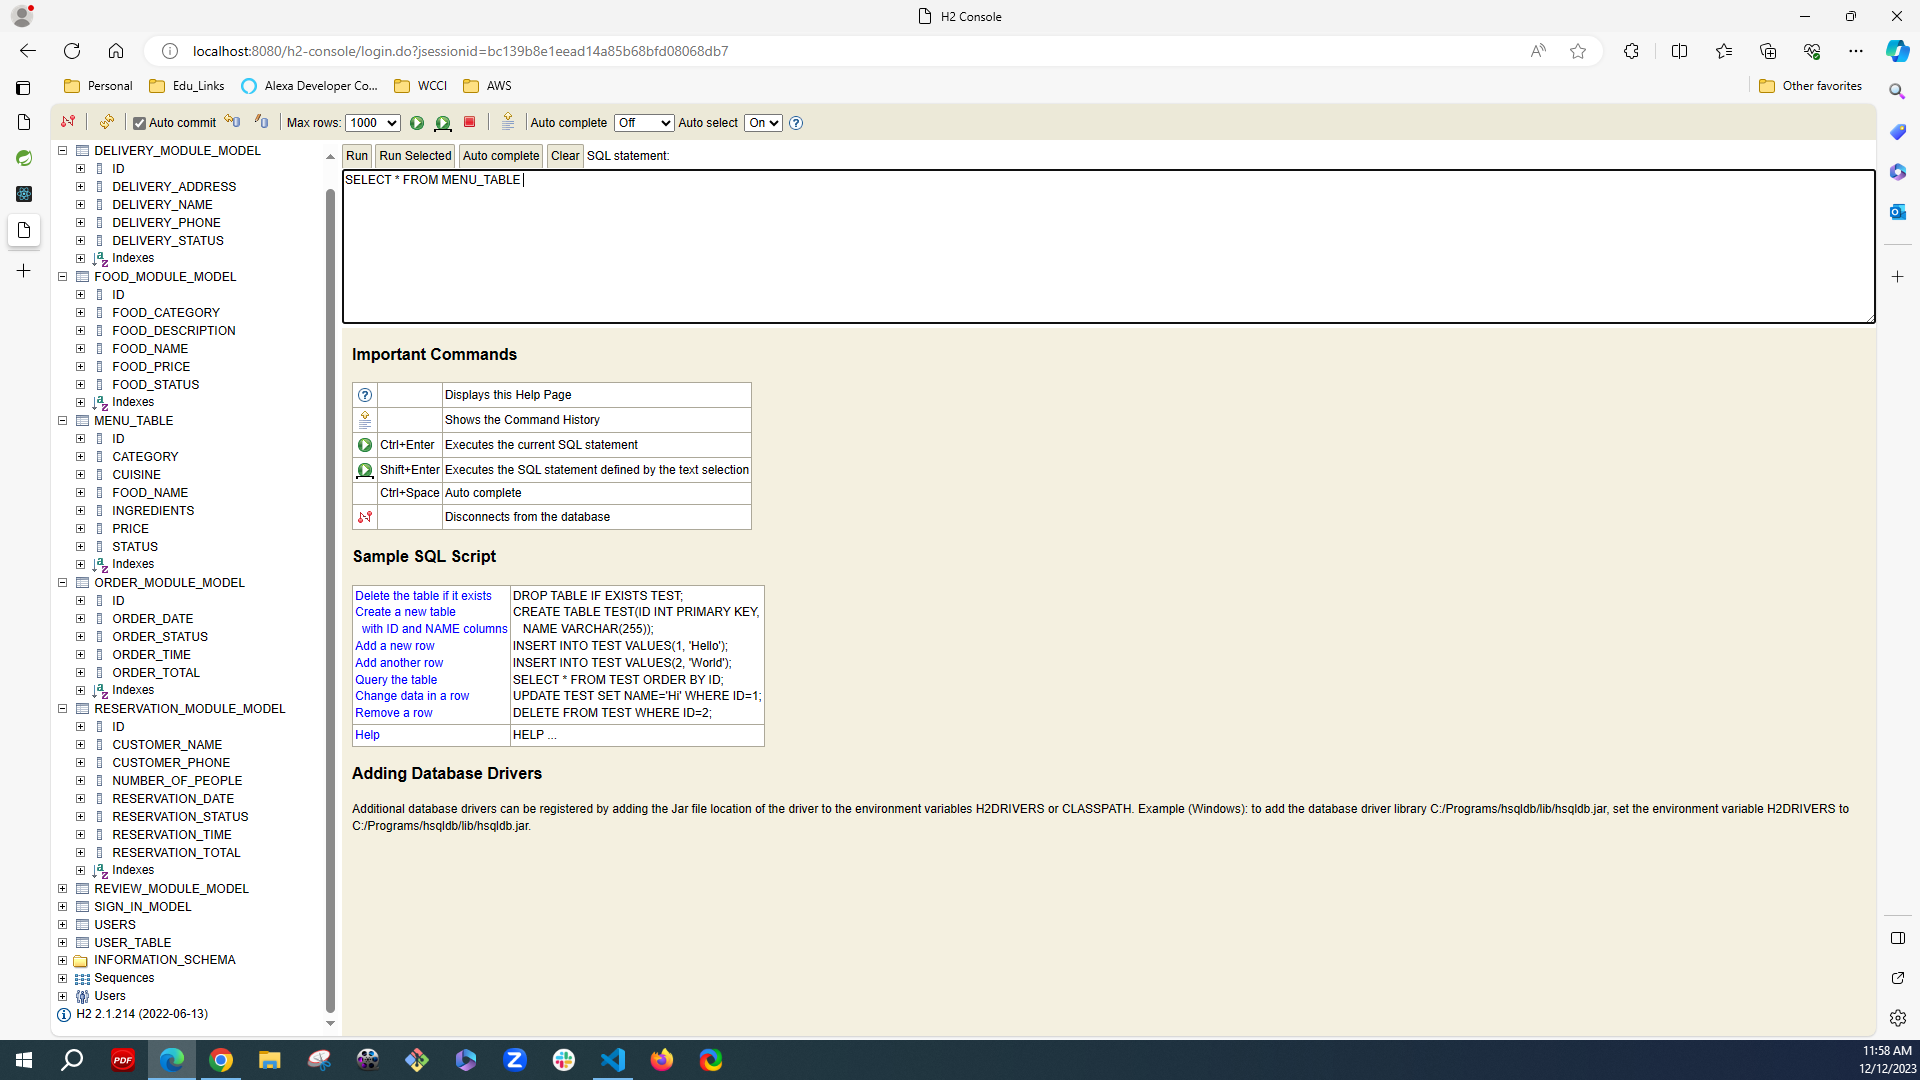 H2 Console
localhost:8080/h2-console/login.do?jsessionid=bc139b8e1eead14a85b68bfd08068db7
Personal
Edu_Links
Alexa Developer Co...
WCCI
AWS
Other favorites
Auto commit
Max rows: 1000
Auto complete Off
Auto select On
DELIVERY_MODULE_MODEL
ID
DELIVERY_ADDRESS
DELIVERY_NAME
DELIVERY_PHONE
DELIVERY_STATUS
Indexes
FOOD_MODULE_MODEL
ID
FOOD_CATEGORY
FOOD_DESCRIPTION
FOOD_NAME
FOOD_PRICE
FOOD_STATUS
Indexes
MENU_TABLE
ID
CATEGORY
CUISINE
FOOD_NAME
INGREDIENTS
PRICE
STATUS
Indexes
ORDER_MODULE_MODEL
ID
ORDER_DATE
ORDER_STATUS
ORDER_TIME
ORDER_TOTAL
Indexes
RESERVATION_MODULE_MODEL
ID
CUSTOMER_NAME
CUSTOMER_PHONE
NUMBER_OF_PEOPLE
RESERVATION_DATE
RESERVATION_STATUS
RESERVATION_TIME
RESERVATION_TOTAL
Indexes
REVIEW_MODULE_MODEL
SIGN_IN_MODEL
USERS
USER_TABLE
INFORMATION_SCHEMA
Sequences
Users
H2 2.1.214 (2022-06-13)
Run Run Selected Auto complete Clear SQL statement:
SELECT * FROM MENU_TABLE
Important Commands
Displays this Help Page
Shows the Command History
Ctrl+Enter Executes the current SQL statement
Shift+Enter Executes the SQL statement defined by the text selection
Ctrl+Space Auto complete
Disconnects from the database
Sample SQL Script
Delete the table if it exists DROP TABLE IF EXISTS TEST;
Create a new table CREATE TABLE TEST(ID INT PRIMARY KEY,
with ID and NAME columns NAME VARCHAR(255));
Add a new row INSERT INTO TEST VALUES(1, 'Hello');
Add another row INSERT INTO TEST VALUES(2, 'World');
Query the table SELECT * FROM TEST ORDER BY ID;
Change data in a row UPDATE TEST SET NAME='Hi' WHERE ID=1;
Remove a row DELETE FROM TEST WHERE ID=2;
Help HELP ...
Adding Database Drivers
Additional database drivers can be registered by adding the Jar file location of the driver to the environment variables H2DRIVERS or CLASSPATH. Example (Windows): to add the database driver library C:/Programs/hsqldb/lib/hsqldb.jar, set the environment variable H2DRIVERS to
C:/Programs/hsqldb/lib/hsqldb.jar.
PDF
11:58 AM
12/12/2023